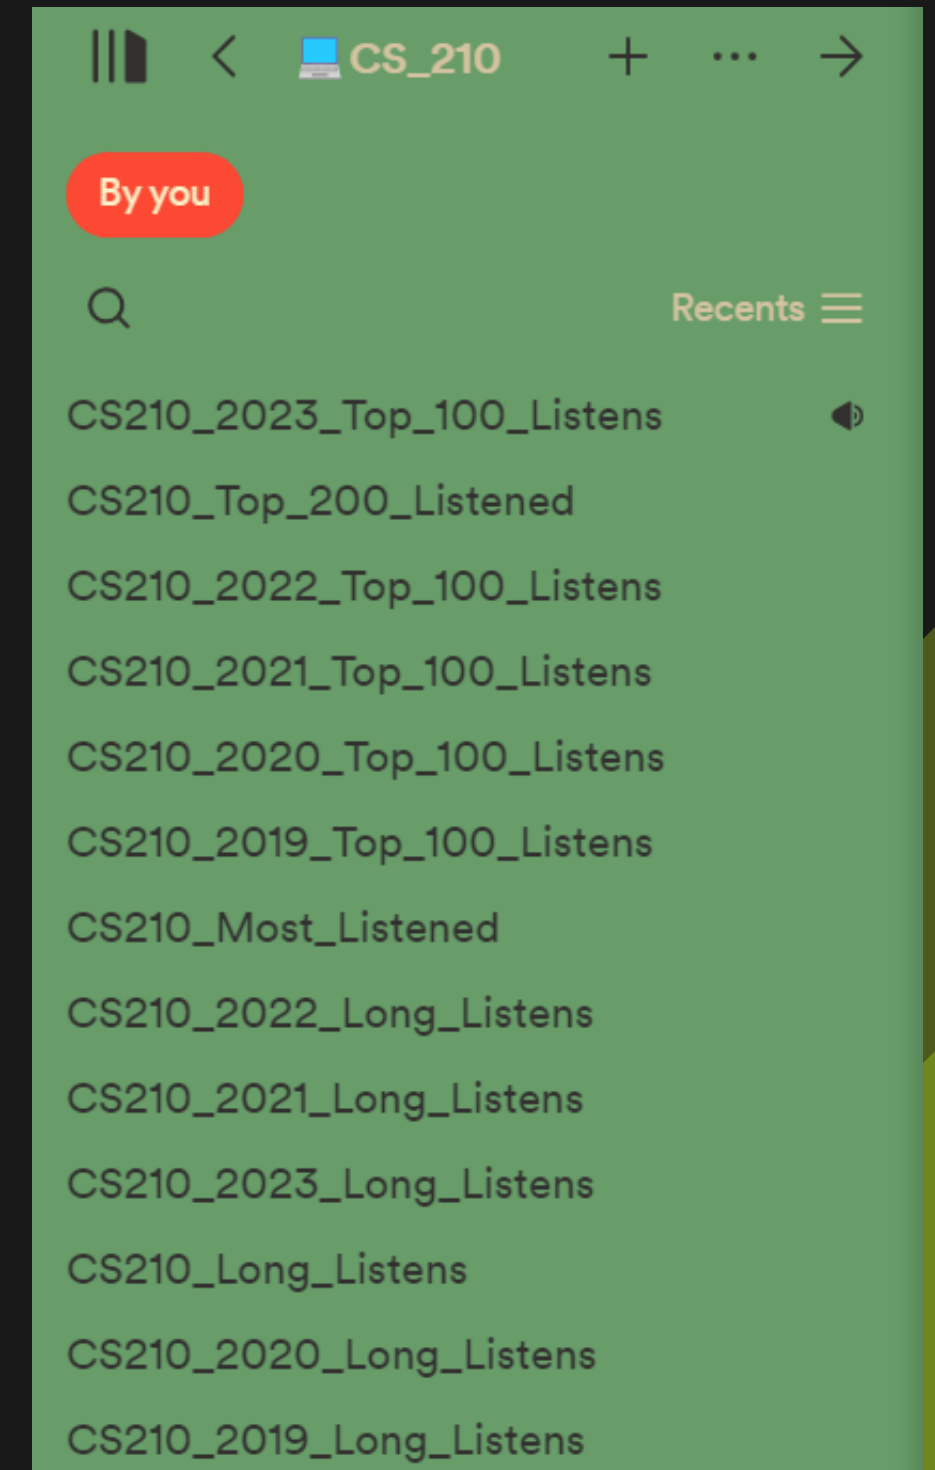 CS_210
By you
Recents
CS210_2023_Top_100_Listens
CS210_Top_200_Listened
CS210_2022_Top_100_Listens
CS210_2021_Top_100_Listens
CS210_2020_Top_100_Listens
CS210_2019_Top_100_Listens
CS210_Most_Listened
CS210_2022_Long_Listens
CS210_2021_Long_Listens
CS210_2023_Long_Listens
CS210_Long_Listens
CS210_2020_Long_Listens
CS210_2019_Long_Listens